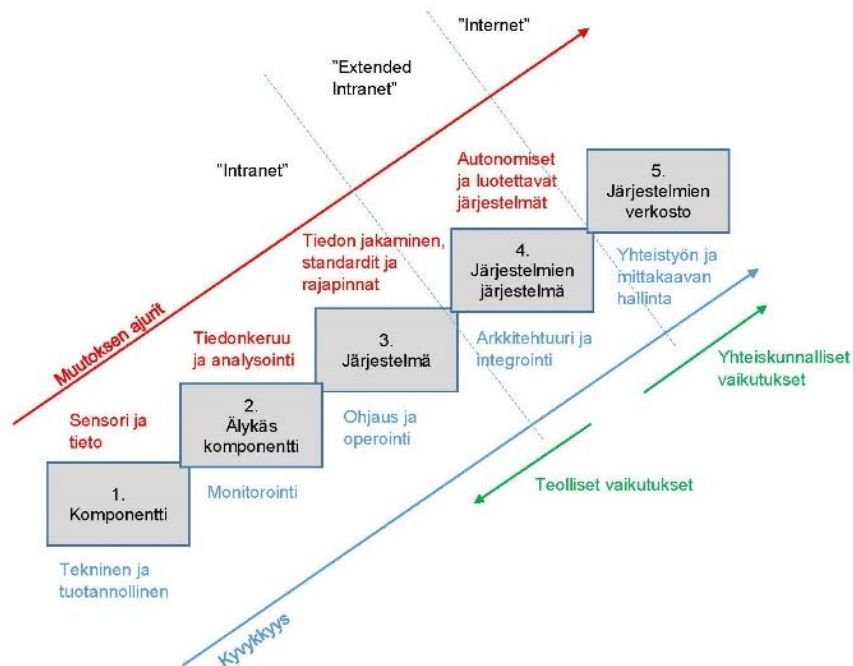 "Internet"
"Extended
Intranet"
"Intranet"
Autonomiset
ja luotettavat
järjestelmät
5.
Järjestelmien
verkosto
Tiedon jakaminen,
standardit ja
rajapinnat
4.
Järjestelmien
järjestelmä
Yhteistyön ja
mittakaavan
hallinta
Muutoksen ajurit
Tiedonkeruu
ja analysointi
3.
Järjestelmä
Arkkitehtuuri ja
integrointi
Yhteiskunnalliset
vaikutukset
Sensori ja
tieto
2.
Älykäs
komponentti
Ohjaus ja
operointi
Teolliset vaikutukset
1.
Komponentti
Monitorointi
Tekninen ja
tuotannollinen
Kyvykkyys